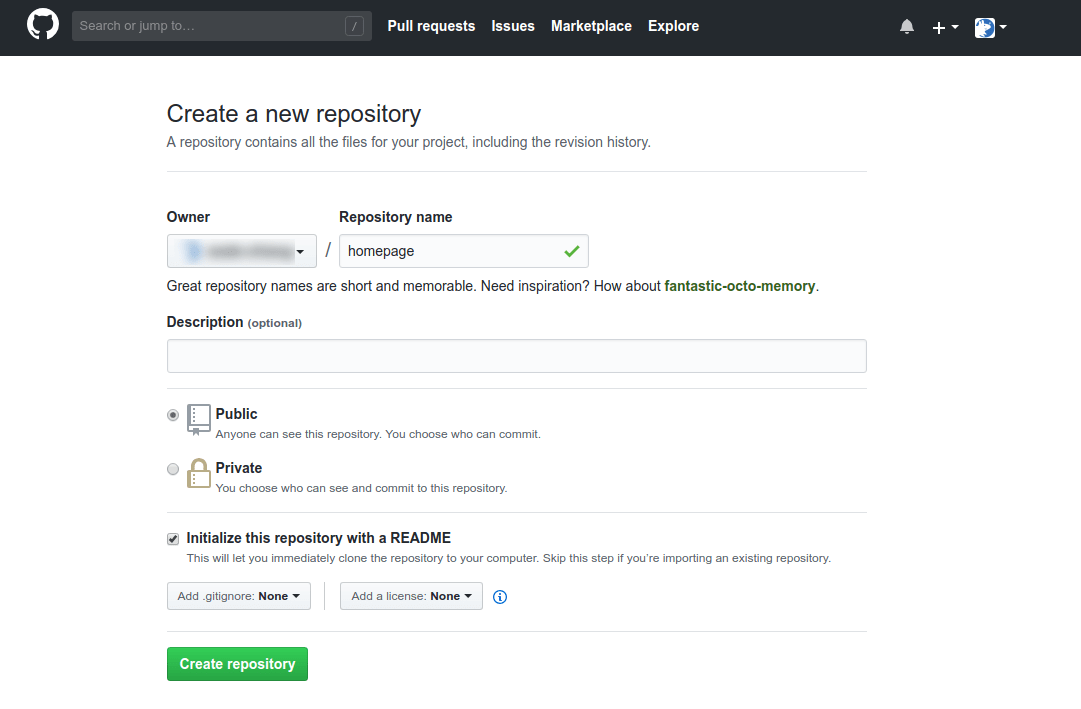 Search or jump to… / Pull requests Issues Marketplace Explore
Create a new repository
A repository contains all the files for your project, including the revision history.
Owner Repository name
/ homepage
Great repository names are short and memorable. Need inspiration? How about fantastic-octo-memory.
Description (optional)
Public
Anyone can see this repository. You choose who can commit.
Private
You choose who can see and commit to this repository.
Initialize this repository with a README
This will let you immediately clone the repository to your computer. Skip this step if you’re importing an existing repository.
Add .gitignore: None Add a license: None
Create repository